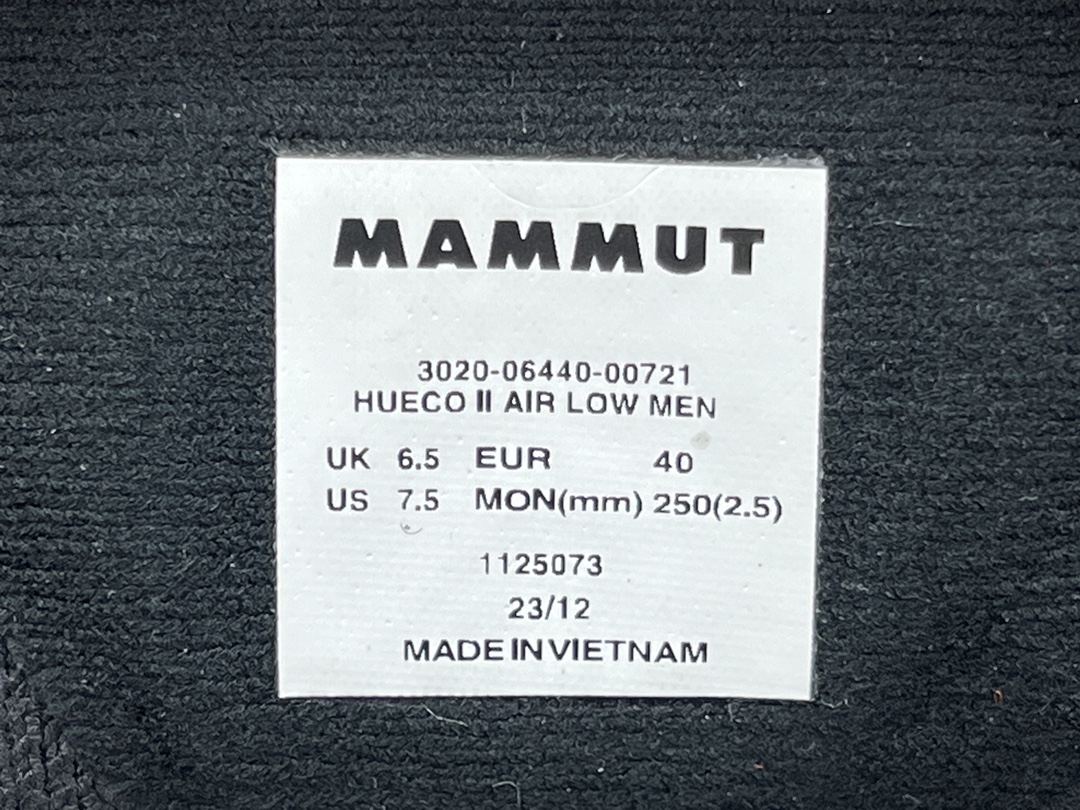 MAMMUT
3020-06440-00721
HUECO II AIR LOW MEN
UK 6.5 EUR 40
US 7.5 MON(mm) 250(2.5)
1125073
23/12
MADE IN VIETNAM